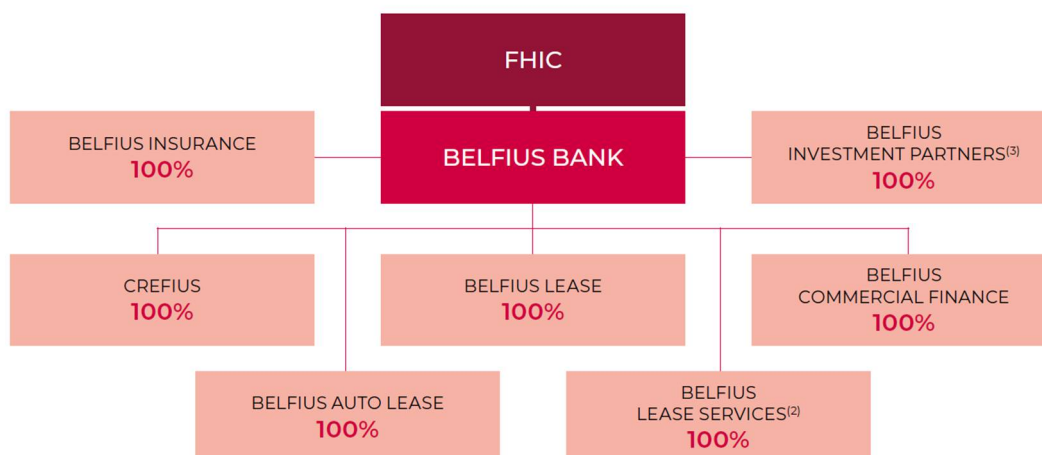 FHIC
BELFIUS INSURANCE
100%
BELFIUS BANK
BELFIUS
INVESTMENT PARTNERS(3)
100%
CREFIUS
100%
BELFIUS LEASE
100%
BELFIUS
COMMERCIAL FINANCE
100%
BELFIUS AUTO LEASE
100%
BELFIUS
LEASE SERVICES(2)
100%